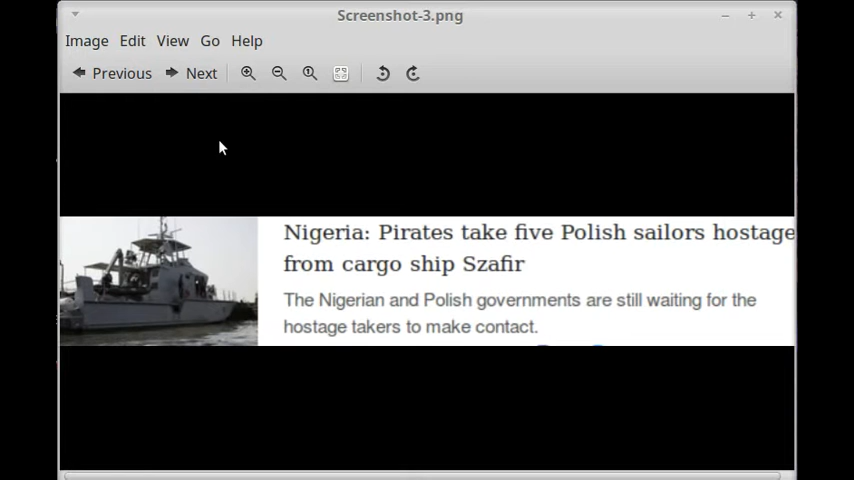 Screenshot-3.png
Image Edit View Go Help
Previous Next
Nigeria: Pirates take five Polish sailors hostage
from cargo ship Szafir
The Nigerian and Polish governments are still waiting for the
hostage takers to make contact.